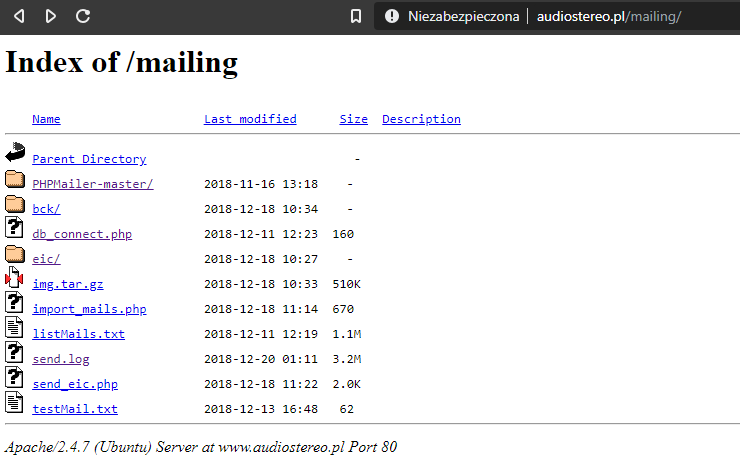 Niezabezpieczona audiostereo.pl/mailing/
Index of /mailing
Name Last modified Size Description
Parent Directory -
PHPMailer-master/ 2018-11-16 13:18 -
bck/ 2018-12-18 10:34 -
db_connect.php 2018-12-11 12:23 160
eic/ 2018-12-18 10:27 -
img.tar.gz 2018-12-18 10:33 510K
import_mails.php 2018-12-18 11:14 670
listMails.txt 2018-12-11 12:19 1.1M
send.log 2018-12-20 01:11 3.2M
send_eic.php 2018-12-18 11:22 2.0K
testMail.txt 2018-12-13 16:48 62
Apache/2.4.7 (Ubuntu) Server at www.audiostereo.pl Port 80